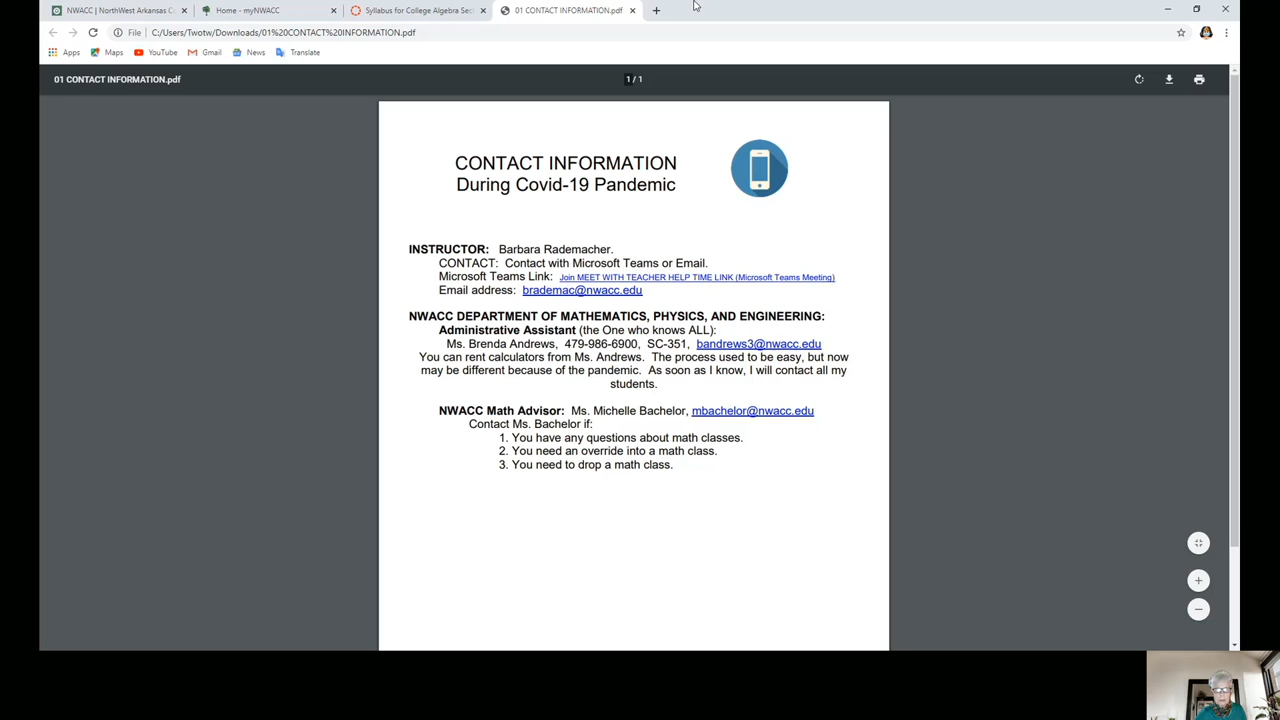 NWACC | NorthWest Arkansas Co
Home - myNWACC
Syllabus for College Algebra Sec
01 CONTACT INFORMATION.pdf
File
C:/Users/Twotw/Downloads/01%20CONTACT%20INFORMATION.pdf
Apps
Maps
YouTube
Gmail
News
Translate
01 CONTACT INFORMATION.pdf
1 / 1
CONTACT INFORMATION
During Covid-19 Pandemic
INSTRUCTOR: Barbara Rademacher.
CONTACT: Contact with Microsoft Teams or Email.
Microsoft Teams Link: Join MEET WITH TEACHER HELP TIME LINK (Microsoft Teams Meeting)
Email address: brademac@nwacc.edu
NWACC DEPARTMENT OF MATHEMATICS, PHYSICS, AND ENGINEERING:
Administrative Assistant (the One who knows ALL):
Ms. Brenda Andrews, 479-986-6900, SC-351, bandrews3@nwacc.edu
You can rent calculators from Ms. Andrews. The process used to be easy, but now
may be different because of the pandemic. As soon as I know, I will contact all my
students.
NWACC Math Advisor: Ms. Michelle Bachelor, mbachelor@nwacc.edu
Contact Ms. Bachelor if:
1. You have any questions about math classes.
2. You need an override into a math class.
3. You need to drop a math class.